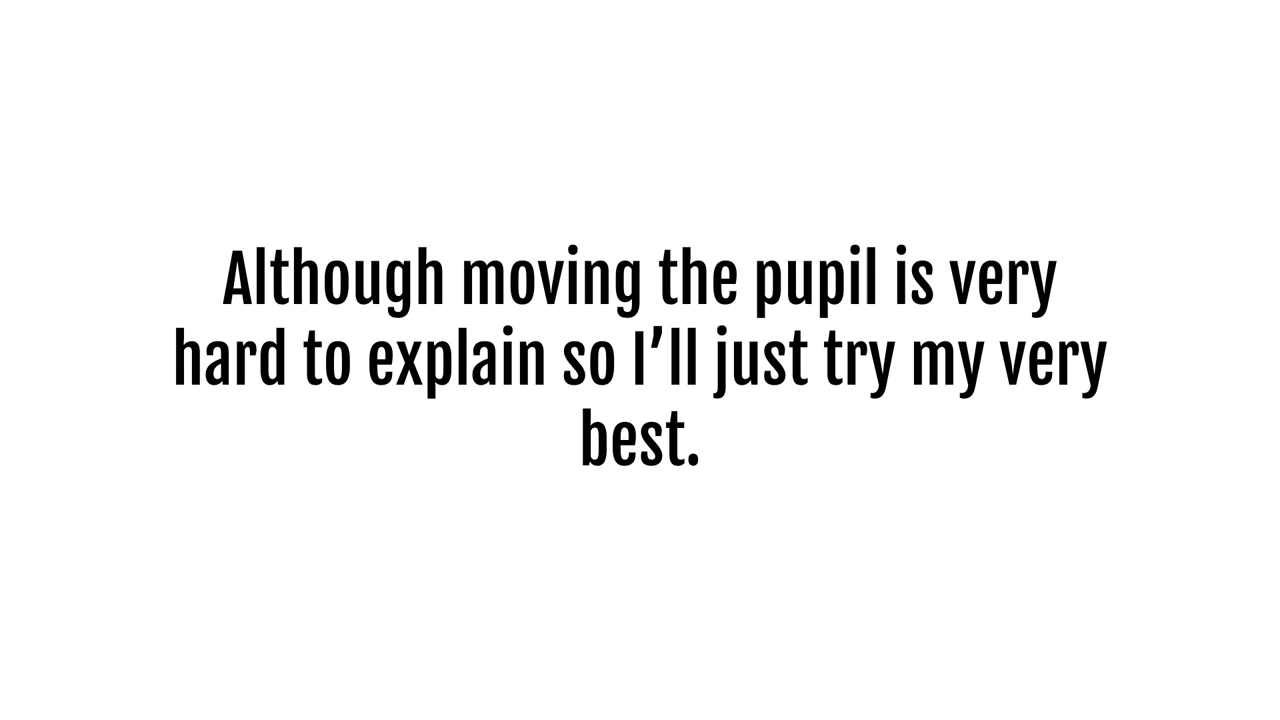 Although moving the pupil is very
hard to explain so I’ll just try my very
best.